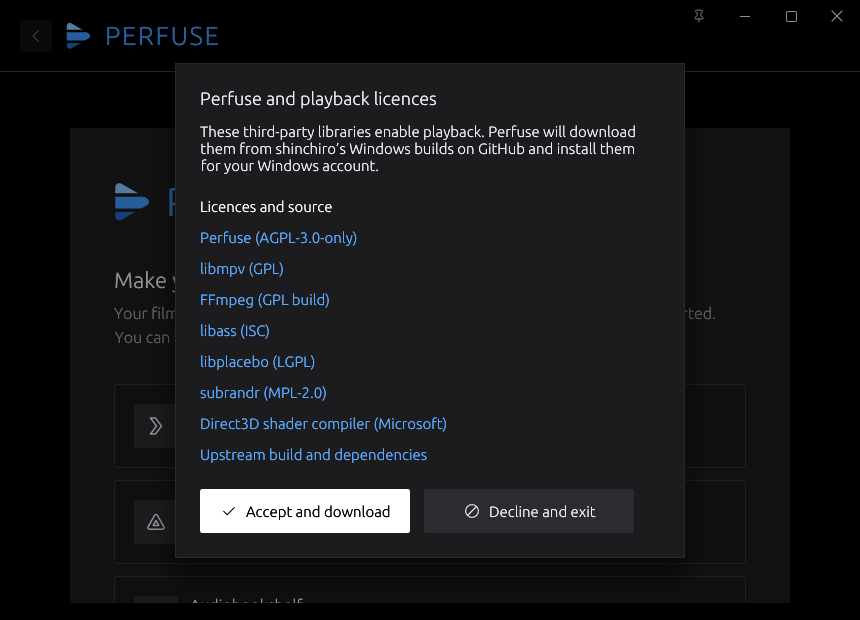 PERFUSE
Perfuse and playback licences
These third-party libraries enable playback. Perfuse will download
them from shinchiro’s Windows builds on GitHub and install them
for your Windows account.
Licences and source
Perfuse (AGPL-3.0-only)
libmpv (GPL)
FFmpeg (GPL build)
libass (ISC)
libplacebo (LGPL)
subrandr (MPL-2.0)
Direct3D shader compiler (Microsoft)
Upstream build and dependencies
Accept and download
Decline and exit
Make
Your
You can